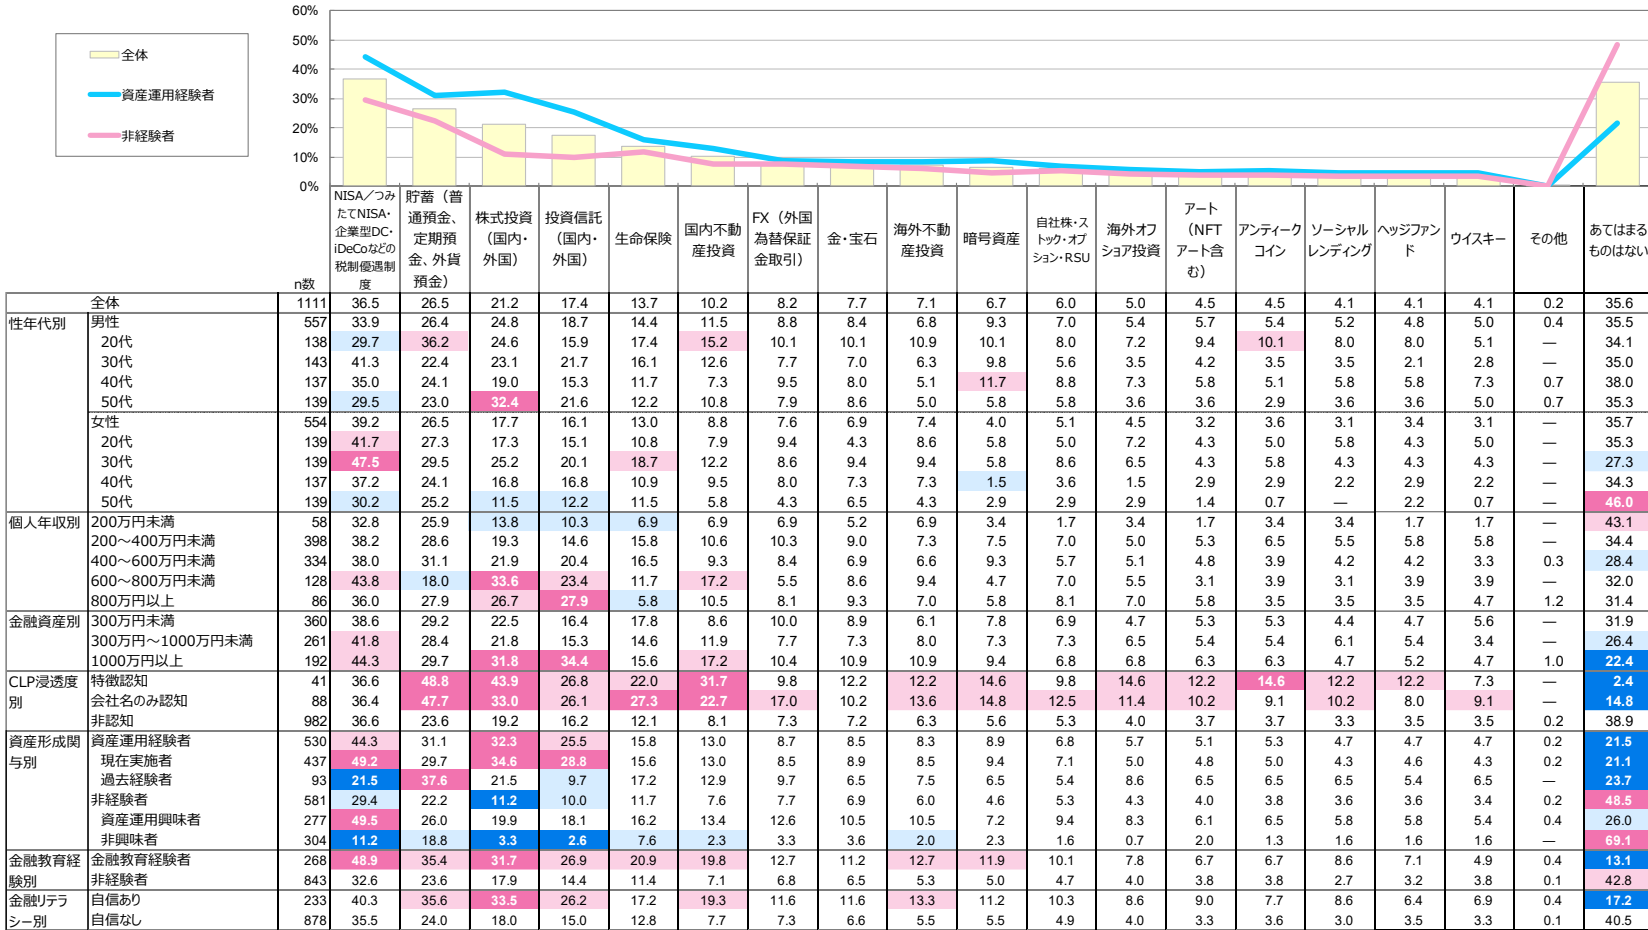 60%
50%
40%
30%
20%
10%
0%
全体
資産運用経験者
非経験者
n数
NISA／つみ
たてNISA・
企業型DC・
iDeCoなどの
税制優遇制
度
貯蓄（普
通預金、
定期預
金、外貨
預金）
株式投資
（国内・
外国）
投資信託
（国内・
外国）
生命保険
国内不動
産投資
FX（外国
為替保証
金取引）
金・宝石
海外不動
産投資
暗号資産
自社株・ス
トック・オプ
ション・RSU
海外オフ
ショア投資
アート
（NFT
アート含
む）
アンティーク
コイン
ソーシャル
レンディング
ヘッジファン
ド
ウイスキー
その他
あてはまる
ものはない
全体 1111 36.5 26.5 21.2 17.4 13.7 10.2 8.2 7.7 7.1 6.7 6.0 5.0 4.5 4.5 4.1 4.1 4.1 0.2 35.6
性年代別 男性 557 33.9 26.4 24.8 18.7 14.4 11.5 8.8 8.4 6.8 9.3 7.0 5.4 5.7 5.4 5.2 4.8 5.0 0.4 35.5
20代 138 29.7 36.2 24.6 15.9 17.4 15.2 10.1 10.1 10.9 10.1 8.0 7.2 9.4 10.1 8.0 8.0 5.1 — 34.1
30代 143 41.3 22.4 23.1 21.7 16.1 12.6 7.7 7.0 6.3 9.8 5.6 3.5 4.2 3.5 3.5 2.1 2.8 — 35.0
40代 137 35.0 24.1 19.0 15.3 11.7 7.3 9.5 8.0 5.1 11.7 8.8 7.3 5.8 5.1 5.8 5.8 7.3 0.7 38.0
50代 139 29.5 23.0 32.4 21.6 12.2 10.8 7.9 8.6 5.0 5.8 5.8 3.6 3.6 2.9 3.6 3.6 5.0 0.7 35.3
女性 554 39.2 26.5 17.7 16.1 13.0 8.8 7.6 6.9 7.4 4.0 5.1 4.5 3.2 3.6 3.1 3.4 3.1 — 35.7
20代 139 41.7 27.3 17.3 15.1 10.8 7.9 9.4 4.3 8.6 5.8 5.0 7.2 4.3 5.0 5.8 4.3 5.0 — 35.3
30代 139 47.5 29.5 25.2 20.1 18.7 12.2 8.6 9.4 9.4 5.8 8.6 6.5 4.3 5.8 4.3 4.3 4.3 — 27.3
40代 137 37.2 24.1 16.8 16.8 10.9 9.5 8.0 7.3 7.3 1.5 3.6 1.5 2.9 2.9 2.2 2.9 2.2 — 34.3
50代 139 30.2 25.2 11.5 12.2 11.5 5.8 4.3 6.5 4.3 2.9 2.9 2.9 1.4 0.7 — 2.2 0.7 — 46.0
個人年収別 200万円未満 58 32.8 25.9 13.8 10.3 6.9 6.9 6.9 5.2 6.9 3.4 1.7 3.4 1.7 3.4 3.4 1.7 1.7 — 43.1
200～400万円未満 398 38.2 28.6 19.3 14.6 15.8 10.6 10.3 9.0 7.3 7.5 7.0 5.0 5.3 6.5 5.5 5.8 5.8 — 34.4
400～600万円未満 334 38.0 31.1 21.9 20.4 16.5 9.3 8.4 6.9 6.6 9.3 5.7 5.1 4.8 3.9 4.2 4.2 3.3 0.3 28.4
600～800万円未満 128 43.8 18.0 33.6 23.4 11.7 17.2 5.5 8.6 9.4 4.7 7.0 5.5 3.1 3.9 3.1 3.9 3.9 — 32.0
800万円以上 86 36.0 27.9 26.7 27.9 5.8 10.5 8.1 9.3 7.0 5.8 8.1 7.0 5.8 3.5 3.5 3.5 4.7 1.2 31.4
金融資産別 300万円未満 360 38.6 29.2 22.5 16.4 17.8 8.6 10.0 8.9 6.1 7.8 6.9 4.7 5.3 5.3 4.4 4.7 5.6 — 31.9
300万円～1000万円未満 261 41.8 28.4 21.8 15.3 14.6 11.9 7.7 7.3 8.0 7.3 7.3 6.5 5.4 5.4 6.1 5.4 3.4 — 26.4
1000万円以上 192 44.3 29.7 31.8 34.4 15.6 17.2 10.4 10.9 10.9 9.4 6.8 6.8 6.3 6.3 4.7 5.2 4.7 1.0 22.4
CLP浸透度
別
特徴認知 41 36.6 48.8 43.9 26.8 22.0 31.7 9.8 12.2 12.2 14.6 9.8 14.6 12.2 14.6 12.2 12.2 7.3 — 2.4
会社名のみ認知 88 36.4 47.7 33.0 26.1 27.3 22.7 17.0 10.2 13.6 14.8 12.5 11.4 10.2 9.1 10.2 8.0 9.1 — 14.8
非認知 982 36.6 23.6 19.2 16.2 12.1 8.1 7.3 7.2 6.3 5.6 5.3 4.0 3.7 3.7 3.3 3.5 3.5 0.2 38.9
資産形成関
与別
資産運用経験者 530 44.3 31.1 32.3 25.5 15.8 13.0 8.7 8.5 8.3 8.9 6.8 5.7 5.1 5.3 4.7 4.7 4.7 0.2 21.5
現在実施者 437 49.2 29.7 34.6 28.8 15.6 13.0 8.5 8.9 8.5 9.4 7.1 5.0 4.8 5.0 4.3 4.6 4.3 0.2 21.1
過去経験者 93 21.5 37.6 21.5 9.7 17.2 12.9 9.7 6.5 7.5 6.5 5.4 8.6 6.5 6.5 6.5 5.4 6.5 — 23.7
非経験者 581 29.4 22.2 11.2 10.0 11.7 7.6 7.7 6.9 6.0 4.6 5.3 4.3 4.0 3.8 3.6 3.6 3.4 0.2 48.5
資産運用興味者 277 49.5 26.0 19.9 18.1 16.2 13.4 12.6 10.5 10.5 7.2 9.4 8.3 6.1 6.5 5.8 5.8 5.4 0.4 26.0
非興味者 304 11.2 18.8 3.3 2.6 7.6 2.3 3.3 3.6 2.0 2.3 1.6 0.7 2.0 1.3 1.6 1.6 1.6 — 69.1
金融教育経
験別
金融教育経験者 268 48.9 35.4 31.7 26.9 20.9 19.8 12.7 11.2 12.7 11.9 10.1 7.8 6.7 6.7 8.6 7.1 4.9 0.4 13.1
非経験者 843 32.6 23.6 17.9 14.4 11.4 7.1 6.8 6.5 5.3 5.0 4.7 4.0 3.8 3.8 2.7 3.2 3.8 0.1 42.8
金融リテラ
シー別
自信あり 233 40.3 35.6 33.5 26.2 17.2 19.3 11.6 11.6 13.3 11.2 10.3 8.6 9.0 7.7 8.6 6.4 6.9 0.4 17.2
自信なし 878 35.5 24.0 18.0 15.0 12.8 7.7 7.3 6.6 5.5 5.5 4.9 4.0 3.3 3.6 3.0 3.5 3.3 0.1 40.5